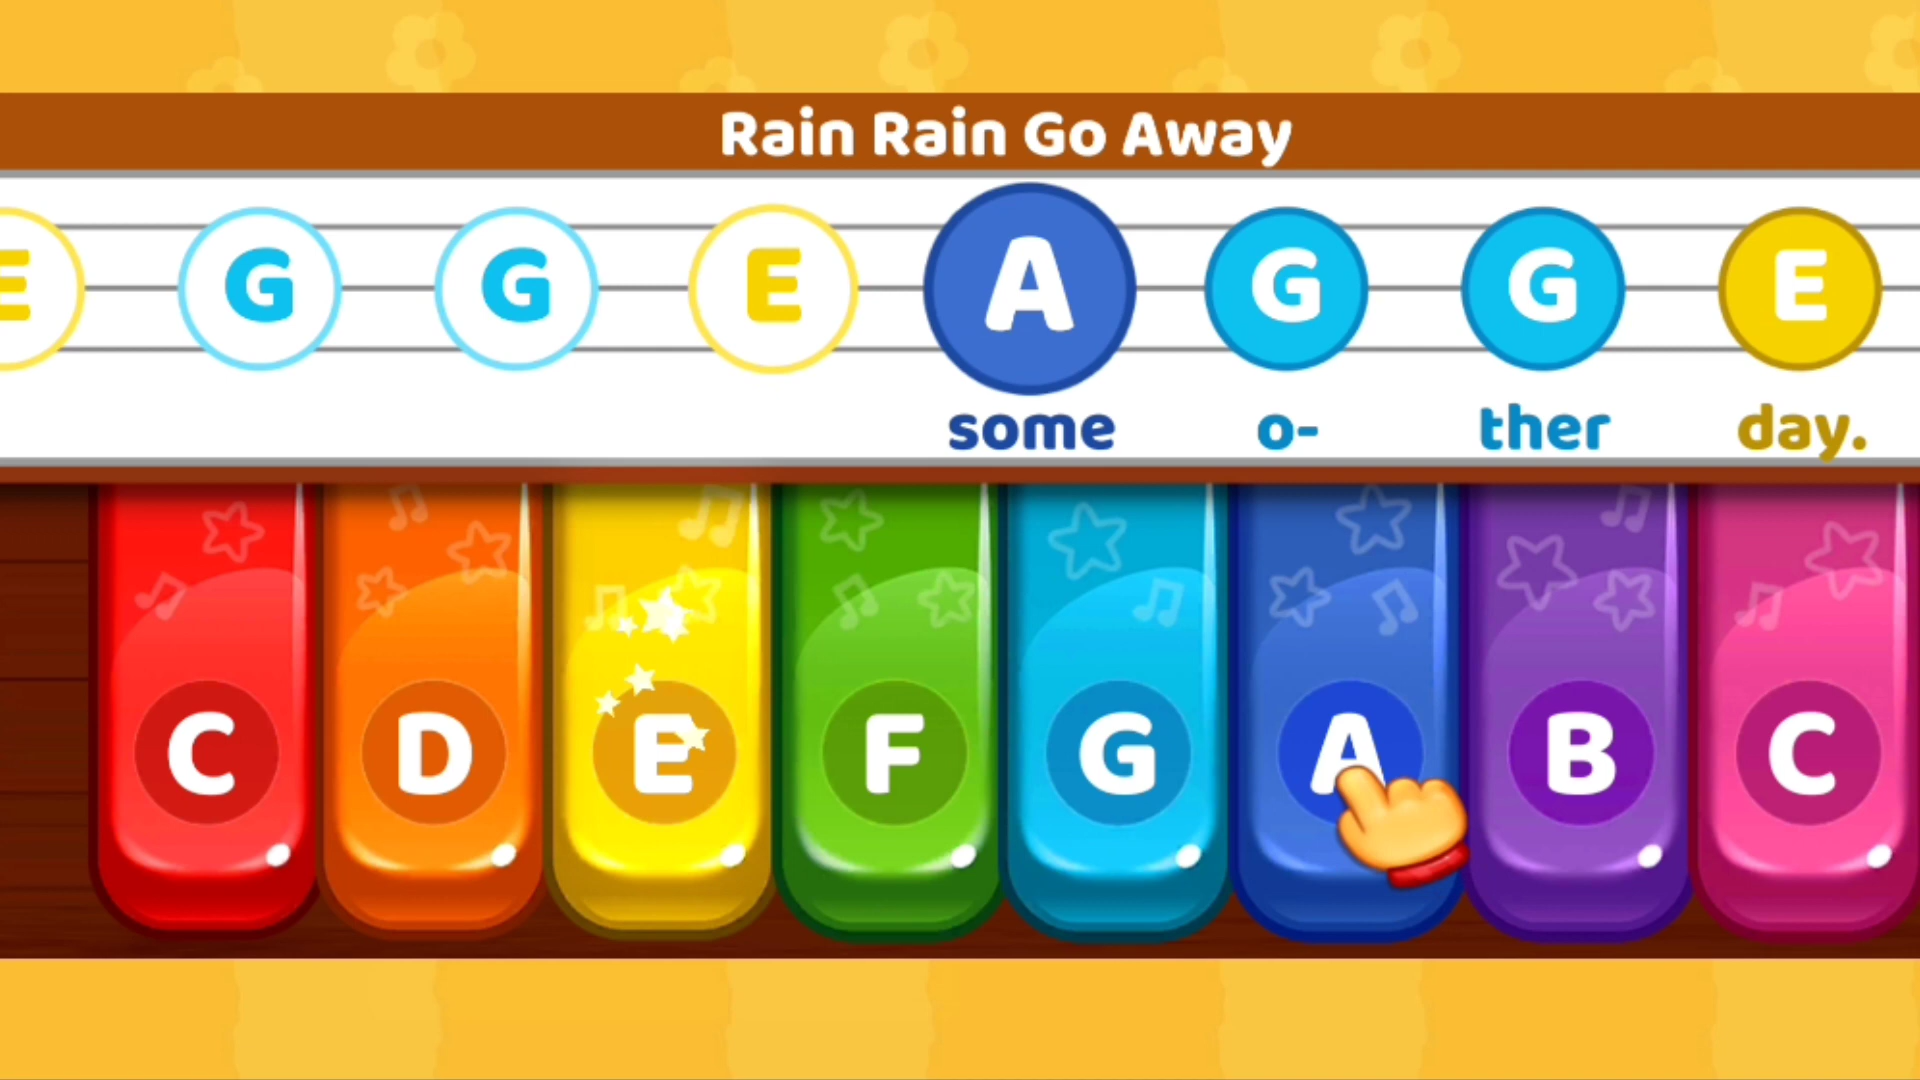 Rain Rain Go Away
E G G E A G G E
some o- ther day.
C D E F G A B C